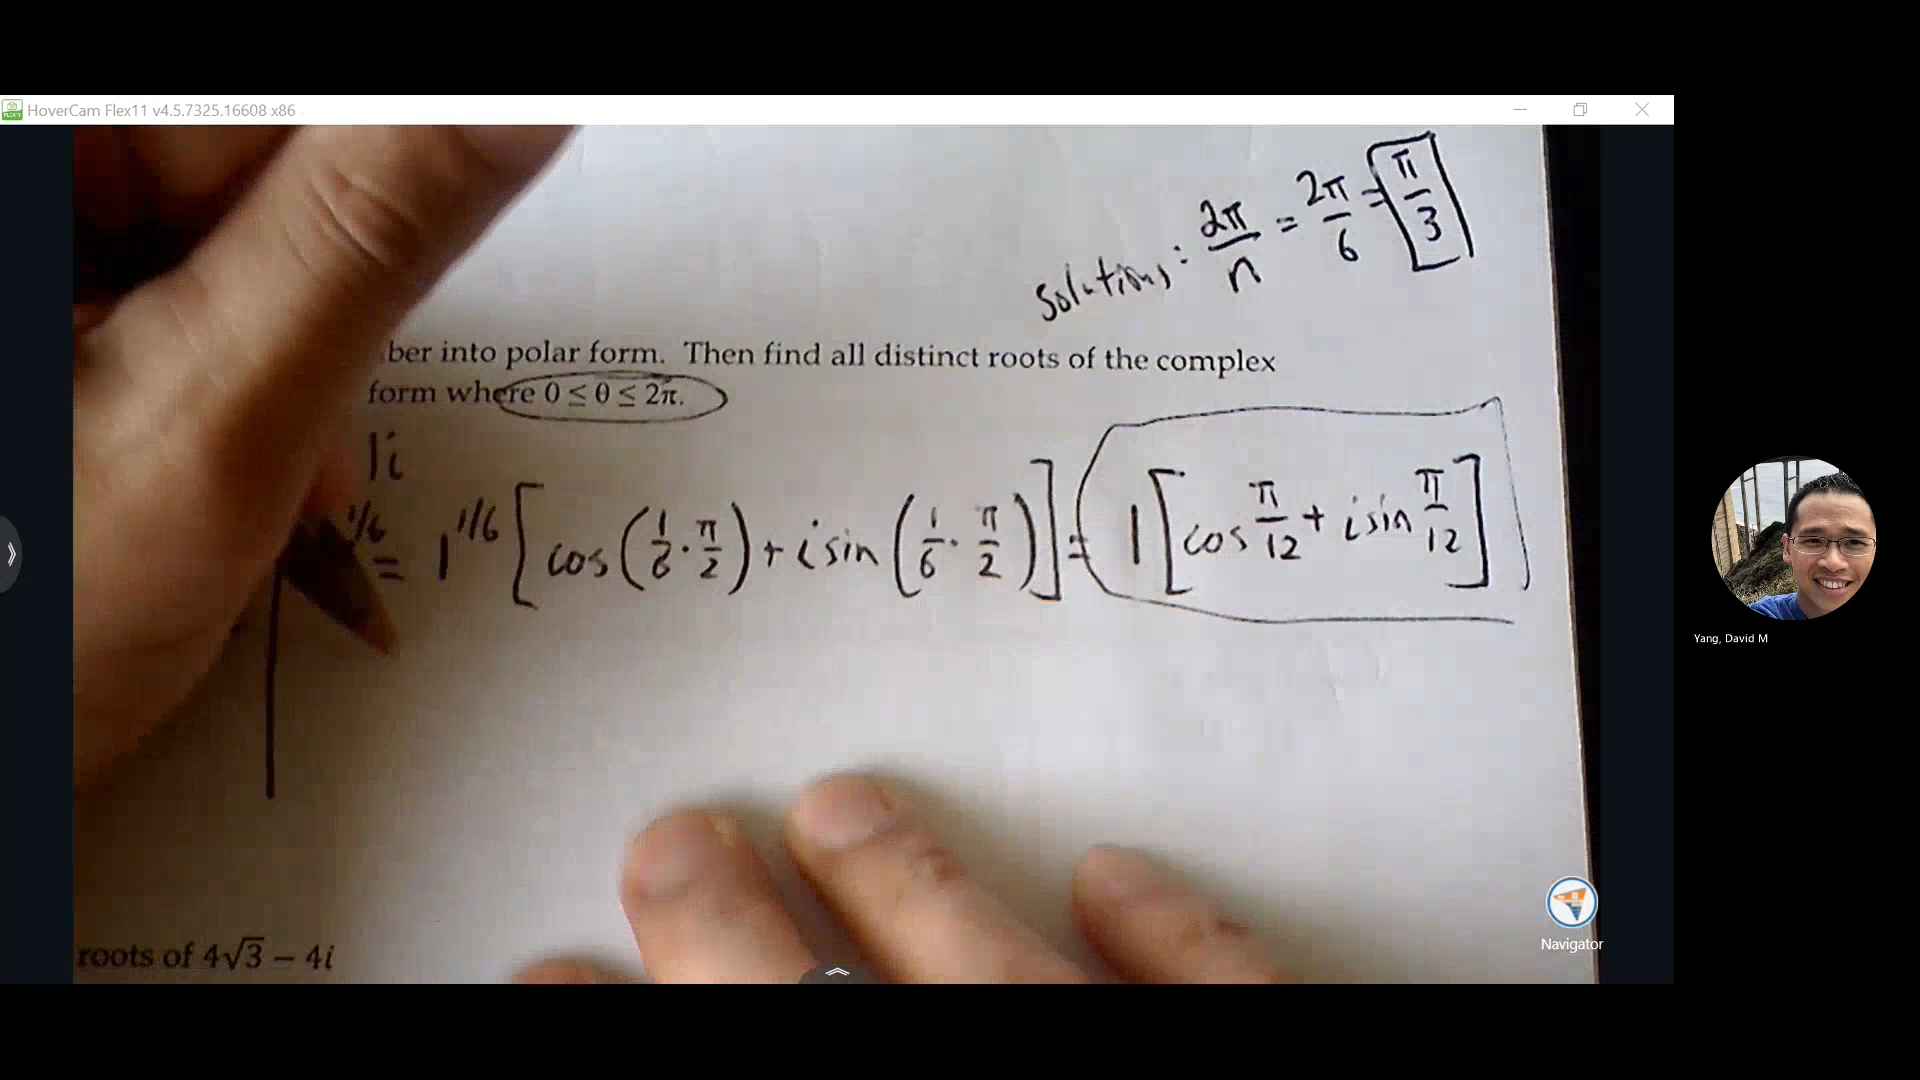 HoverCam Flex11 v4.5.7325.16608 x86
Solutions: 2π/n = 2π/6 = π/3
ber into polar form. Then find all distinct roots of the complex
form where 0 ≤ θ ≤ 2π.
1i
1/6 = 1^1/6 [cos(1/6 · π/2) + i sin(1/6 · π/2)] = 1[cos π/12 + i sin π/12]
Yang, David M
Navigator
roots of 4√3 − 4i